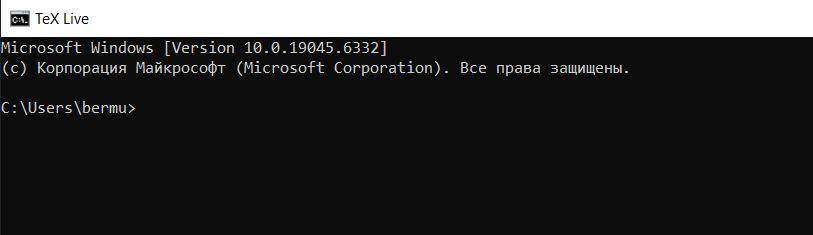 TeX Live
Microsoft Windows [Version 10.0.19045.6332]
(c) Корпорация Майкрософт (Microsoft Corporation). Все права защищены.
C:\Users\bermu>